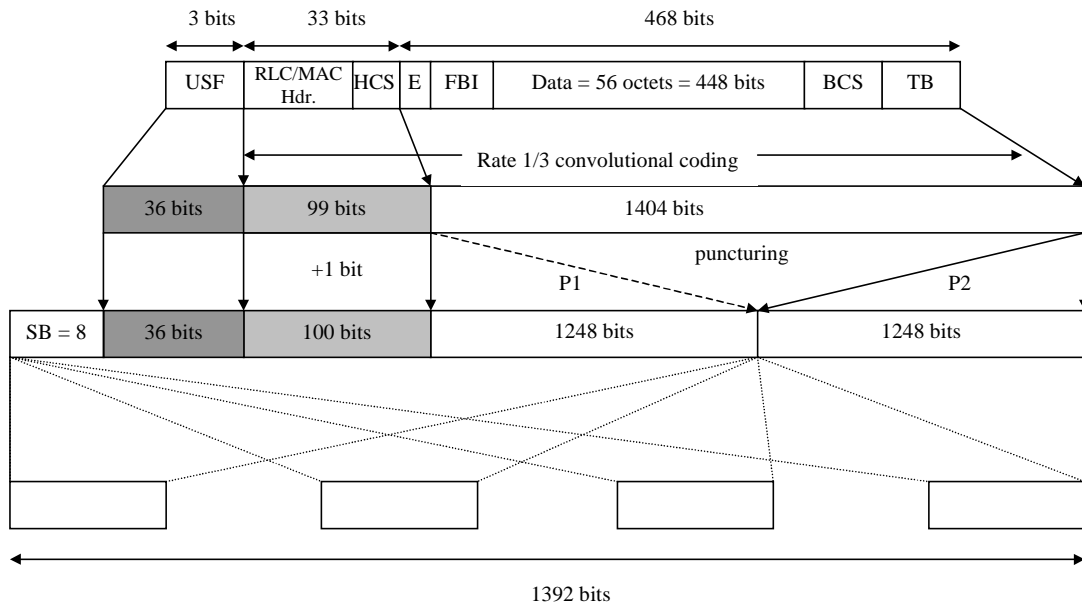 3 bits 33 bits 468 bits
USF RLC/MAC Hdr. HCS E FBI Data = 56 octets = 448 bits BCS TB
Rate 1/3 convolutional coding
36 bits 99 bits 1404 bits
+1 bit puncturing
P1 P2
SB = 8 36 bits 100 bits 1248 bits 1248 bits
1392 bits